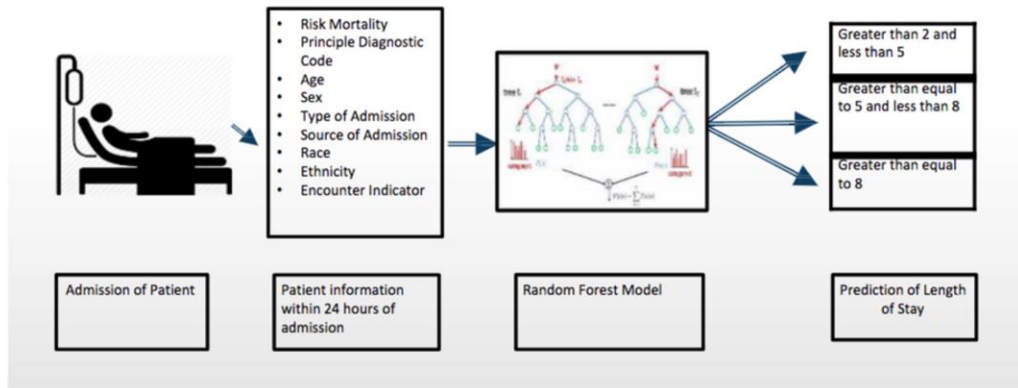 • Risk Mortality
• Principle Diagnostic
Code
• Age
• Sex
• Type of Admission
• Source of Admission
• Race
• Ethnicity
• Encounter Indicator
Greater than 2 and
less than 5
Greater than equal
to 5 and less than 8
Greater than equal
to 8
Admission of Patient
Patient information
within 24 hours of
admission
Random Forest Model
Prediction of Length
of Stay